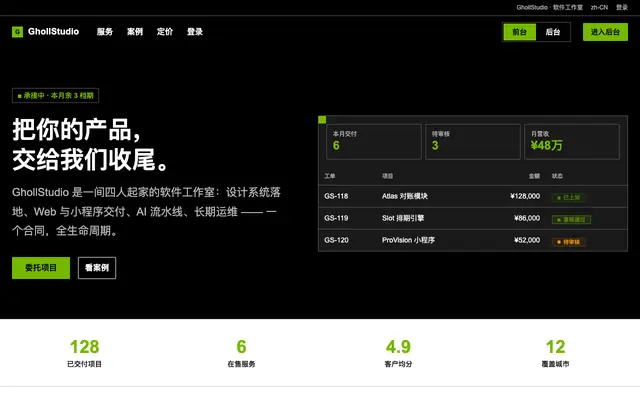 GhollStudio · 软件工作室 zh-CN 登录
G GhollStudio 服务 案例 定价 登录 前台 后台 进入后台
承接中 · 本月余 3 档期
把你的产品，
交给我们收尾。
GhollStudio 是一间四人起家的软件工作室：设计系统落
地、Web 与小程序交付、AI 流水线、长期运维 —— 一
个合同，全生命周期。
委托项目 看案例
本月交付 待审核 月营收
6 3 ¥48万
工单 项目 金额 状态
GS-118 Atlas 对账模块 ¥128,000 已上架
GS-119 Slot 排期引擎 ¥86,000 审核通过
GS-120 ProVision 小程序 ¥52,000 待审核
128 6 4.9 12
已交付项目 在售服务 客户均分 覆盖城市